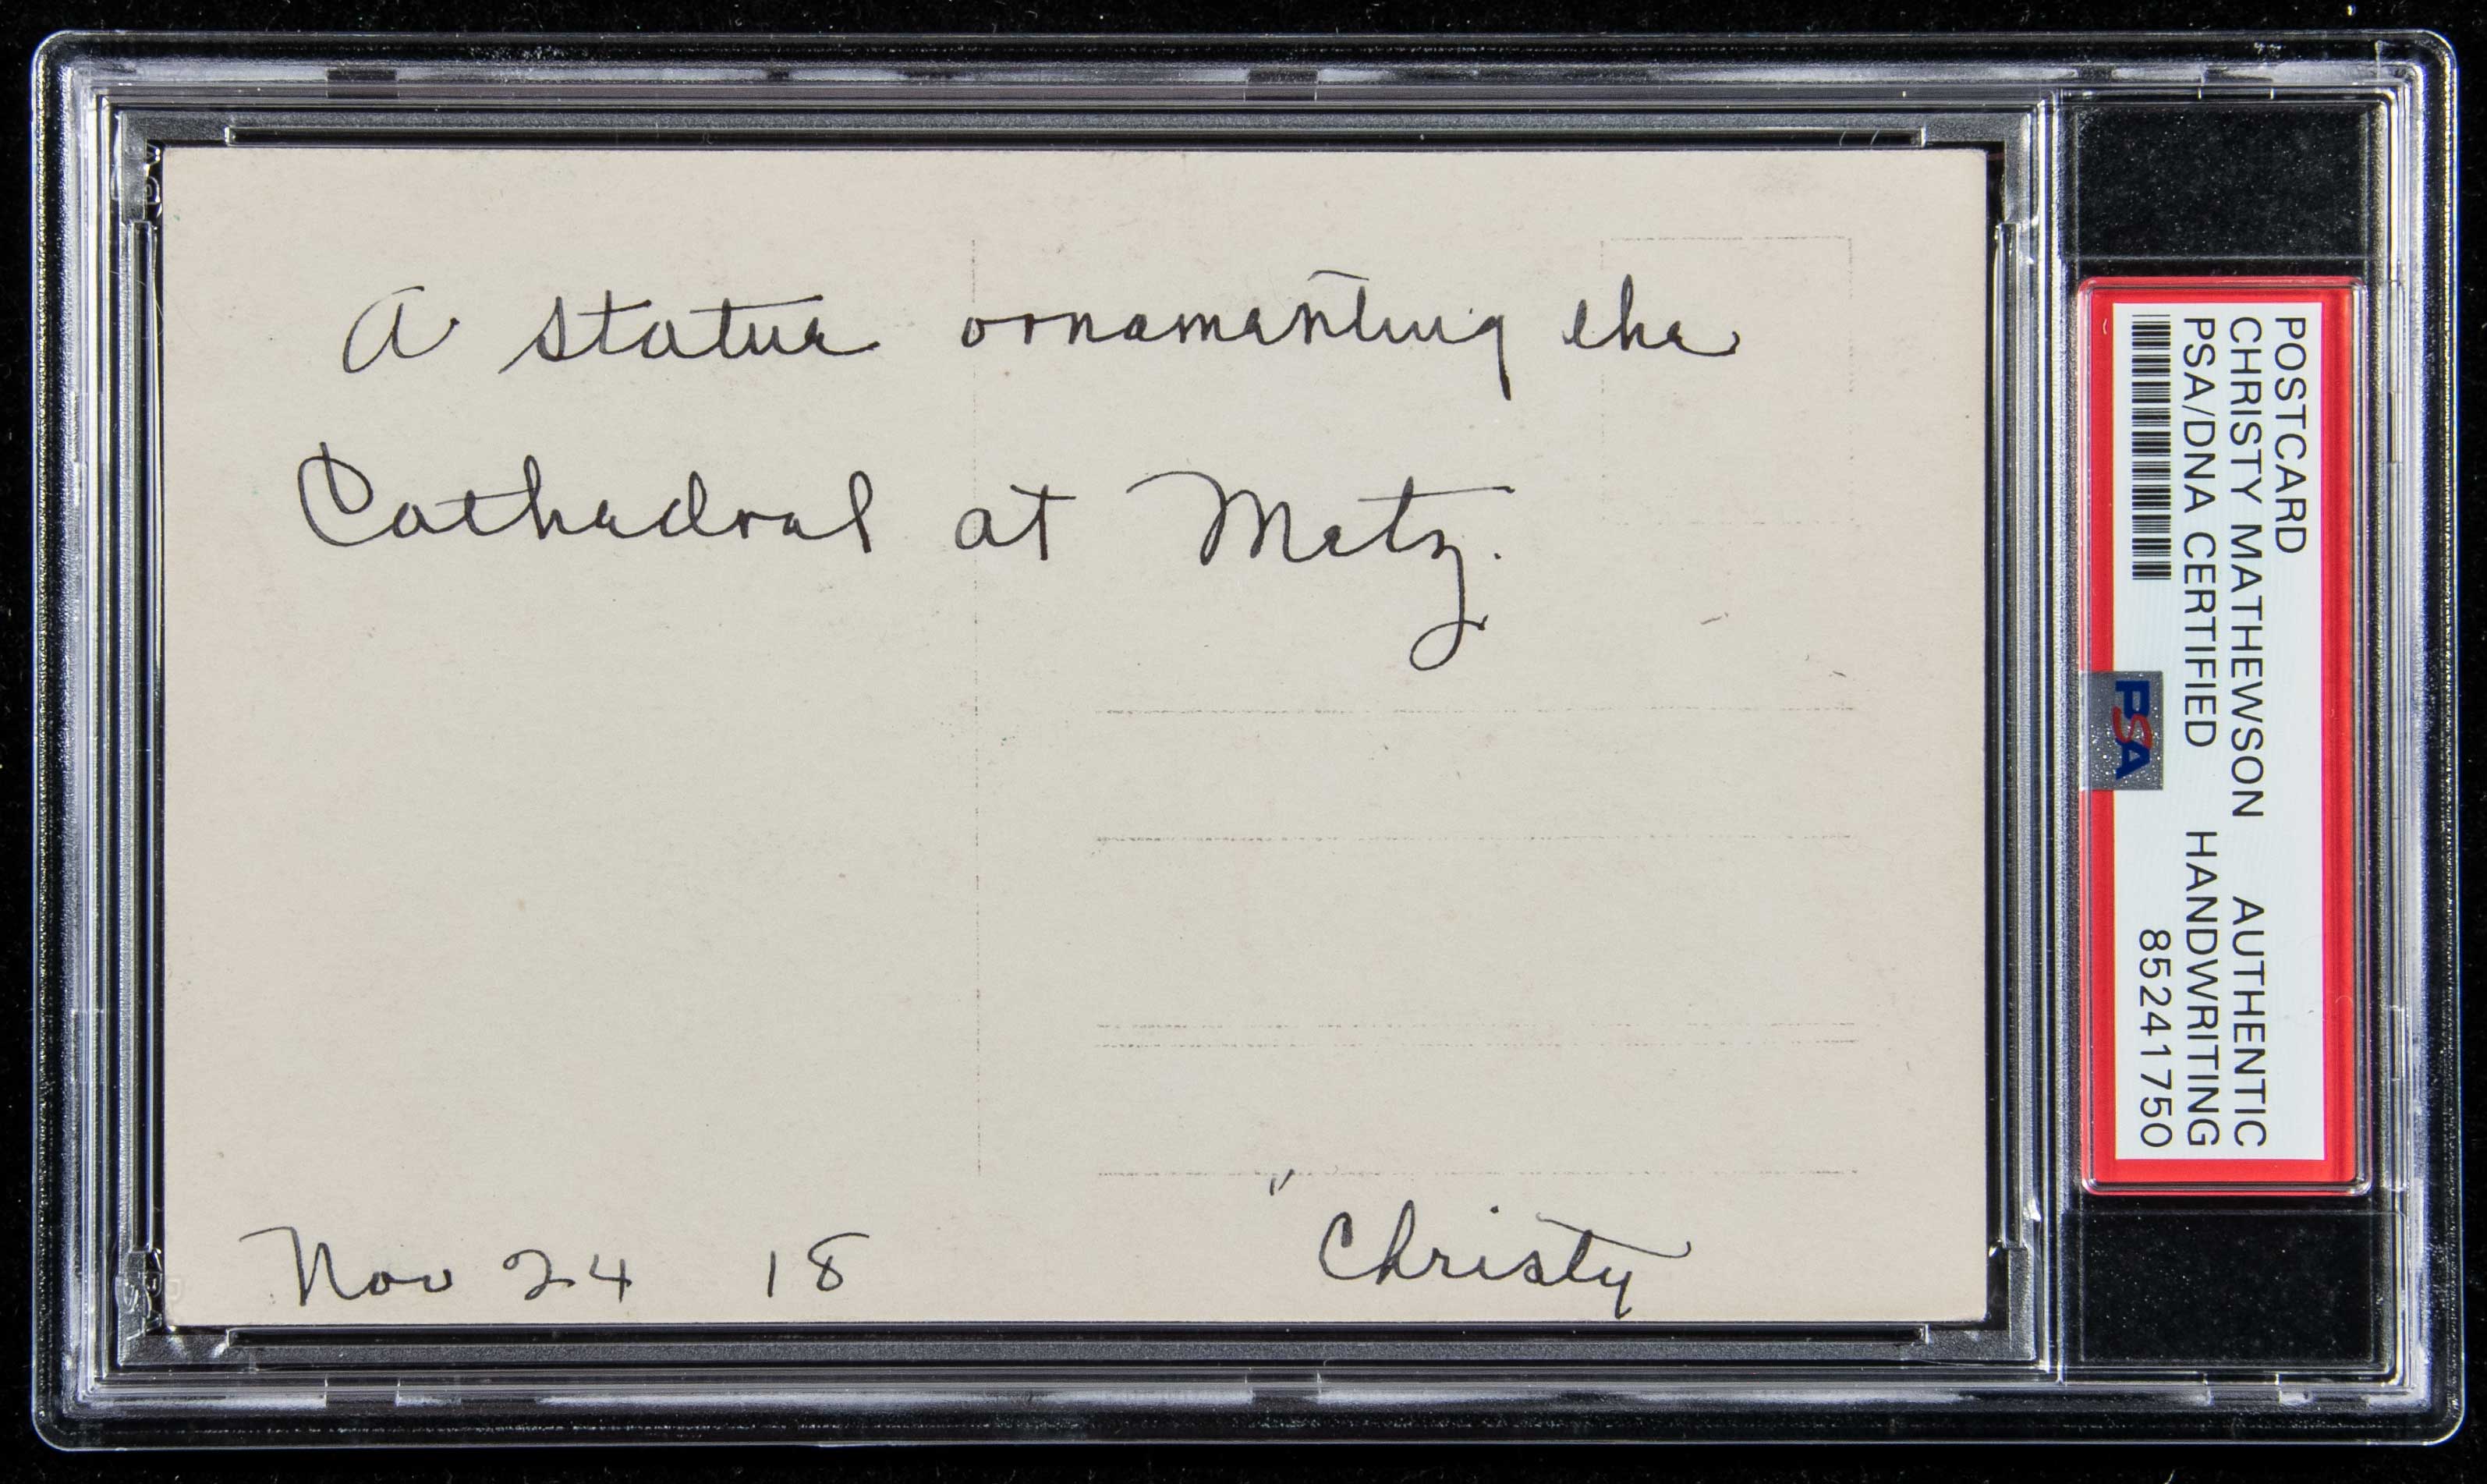 A statue ornamenting the
Cathedral at Metz.
Nov 24 18
"Christy
POSTCARD
CHRISTY MATHEWSON AUTHENTIC
PSA/DNA CERTIFIED HANDWRITING
85241750
PSA